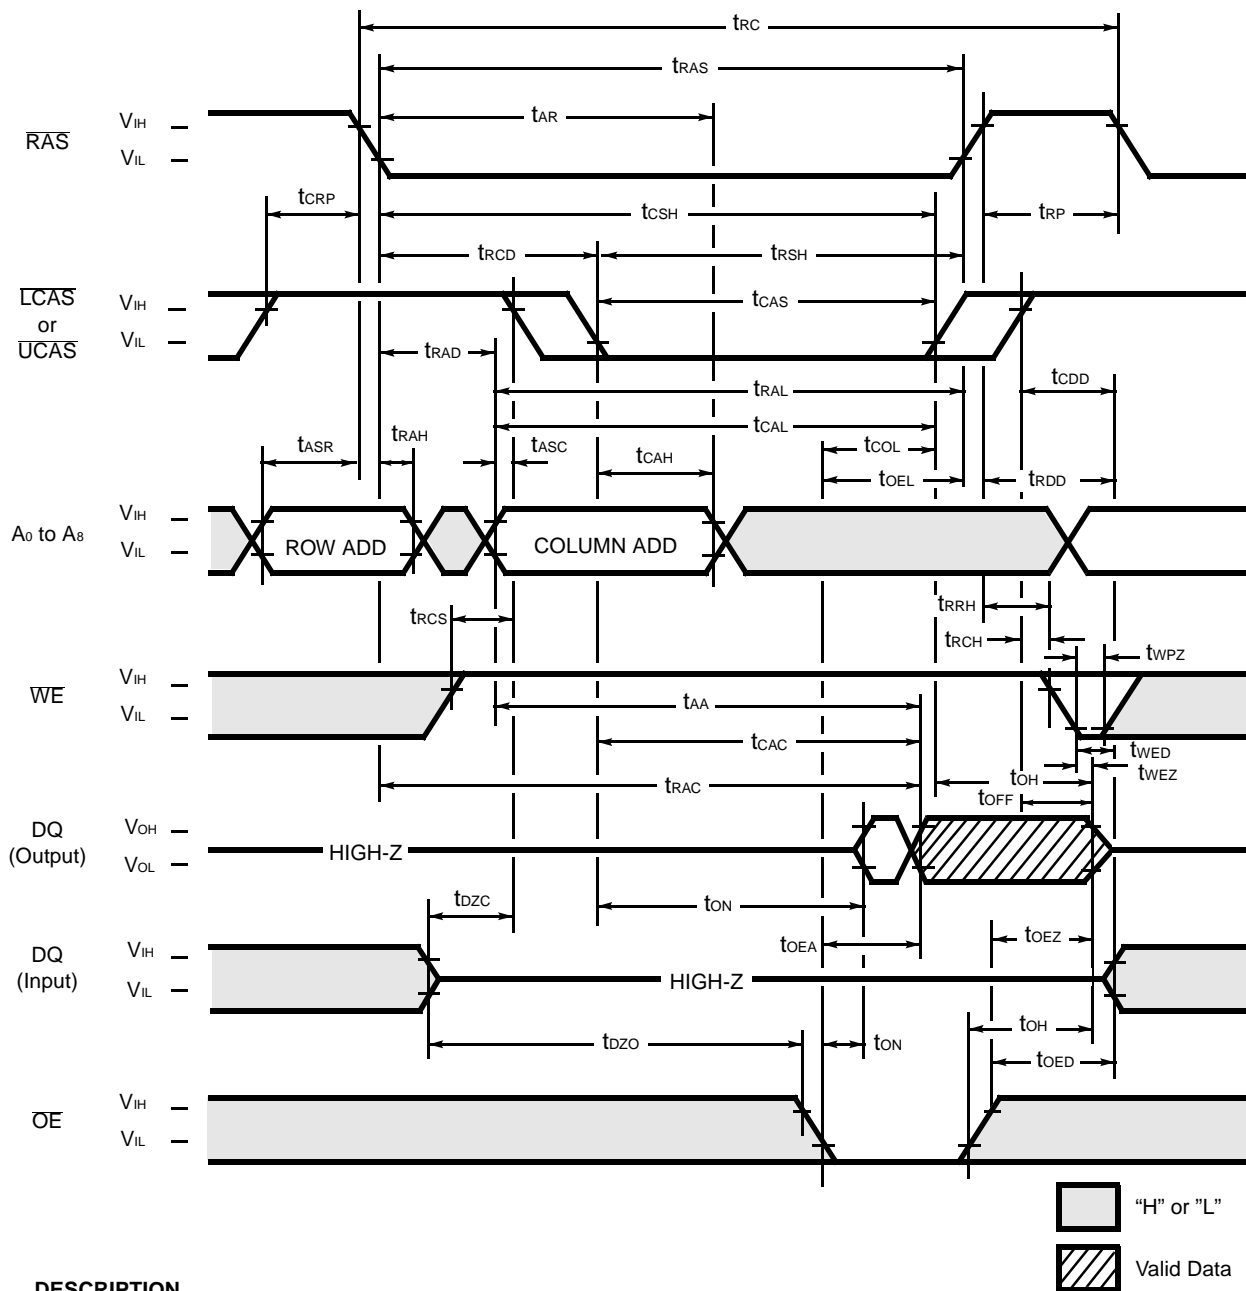 tRC
tRAS
tAR
RAS
VIH
VIL
tCRP
tCSH
tRP
tRCD
tRSH
LCAS
or
UCAS
VIH
VIL
tCAS
tRAD
tRAL
tCDD
tCAL
tASR
tRAH
tASC
tCAH
tCOL
tOEL
tRDD
A0 to A8
VIH
VIL
ROW ADD
COLUMN ADD
tRCS
tRRH
tRCH
tWPZ
WE
VIH
VIL
tAA
tCAC
tWED
tRAC
tOH
tWEZ
tOFF
DQ
(Output)
VOH
VOL
HIGH-Z
tDZC
tON
tOEA
tOEZ
DQ
(Input)
VIH
VIL
HIGH-Z
tOH
tDZO
tON
tOED
OE
VIH
VIL
“H” or ”L”
Valid Data
DESCRIPTION